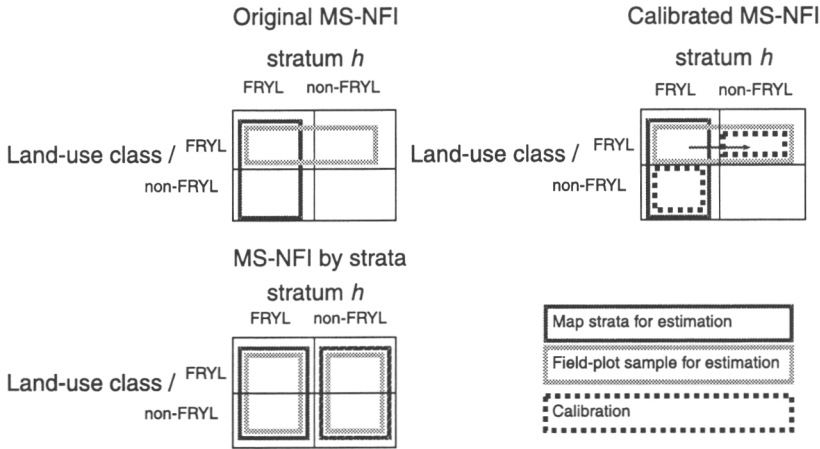 Original MS-NFI
stratum h
FRYL non-FRYL
Land-use class / FRYL
non-FRYL
Calibrated MS-NFI
stratum h
FRYL non-FRYL
Land-use class / FRYL
non-FRYL
MS-NFI by strata
stratum h
FRYL non-FRYL
Land-use class / FRYL
non-FRYL
Map strata for estimation
Field-plot sample for estimation
Calibration